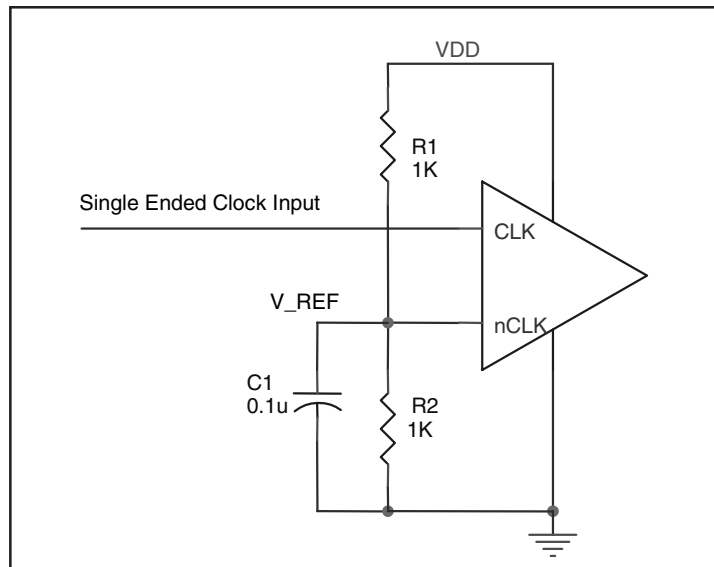 VDD
R1
1K
Single Ended Clock Input
CLK
V_REF
nCLK
C1
0.1u
R2
1K